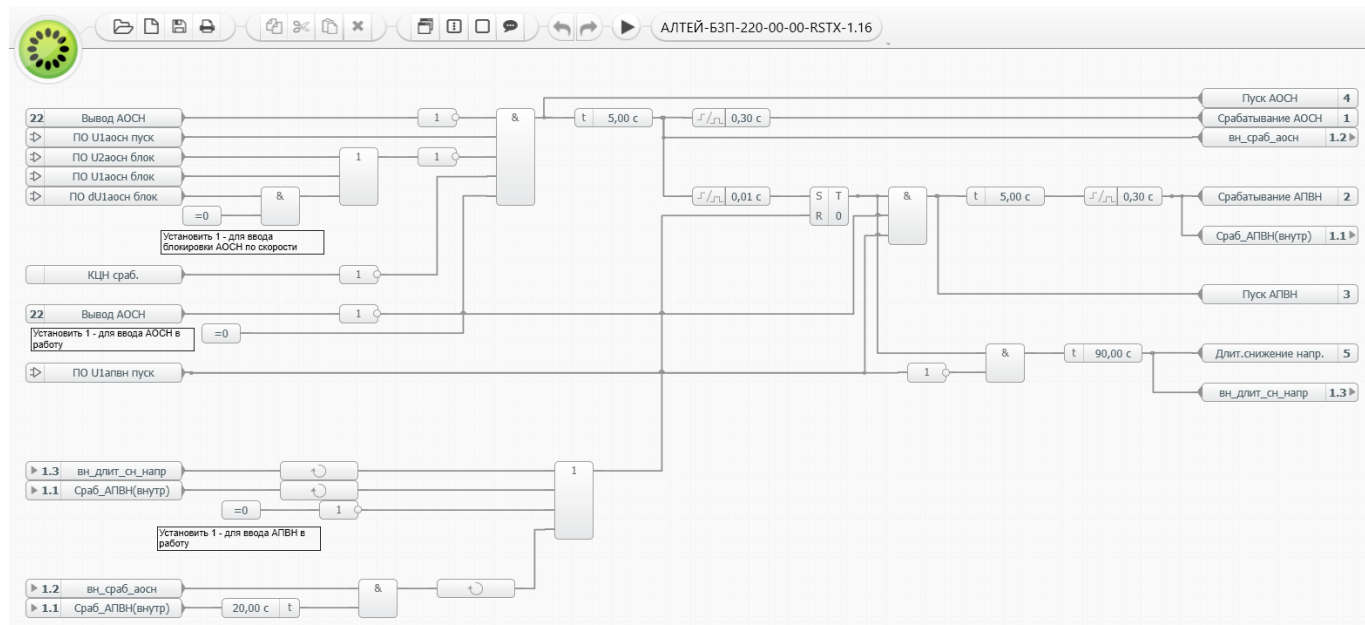 АЛТЕЙ-БЗП-220-00-00-RSTX-1.16
Пуск АОСН 4
22 Вывод АОСН 1 & t 5,00 с 0,30 с Срабатывание АОСН 1
ПО U1аосн пуск вн_сраб_аосн 1.2
ПО U2аосн блок 1 1
ПО U1аосн блок
ПО dU1аосн блок & 0,01 с S T & t 5,00 с 0,30 с Срабатывание АПВН 2
=0 R 0
Установить 1 - для ввода
блокировки АОСН по скорости
Сраб_АПВН(внутр) 1.1
КЦН сраб. 1
Пуск АПВН 3
22 Вывод АОСН 1
Установить 1 - для ввода АОСН в
работу
=0
& t 90,00 с Длит.снижение напр. 5
ПО U1апвн пуск 1
вн_длит_сн_напр 1.3
1.3 вн_длит_сн_напр 1
1.1 Сраб_АПВН(внутр)
=0 1
Установить 1 - для ввода АПВН в
работу
1.2 вн_сраб_аосн &
1.1 Сраб_АПВН(внутр) 20,00 с t